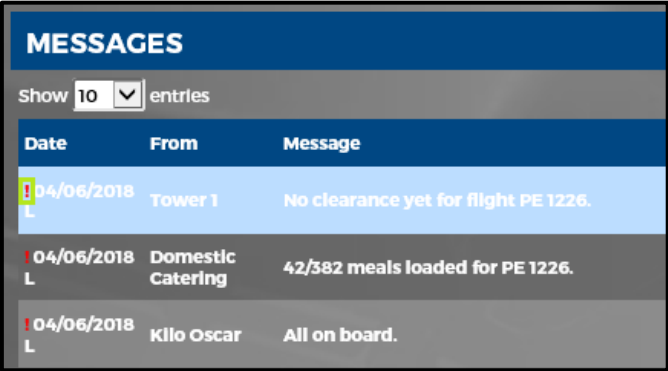 MESSAGES
Show 10 entries
Date From Message
! 04/06/2018
L Tower 1 No clearance yet for flight PE 1226.
! 04/06/2018 Domestic
L Catering 42/382 meals loaded for PE 1226.
! 04/06/2018
L Kilo Oscar All on board.